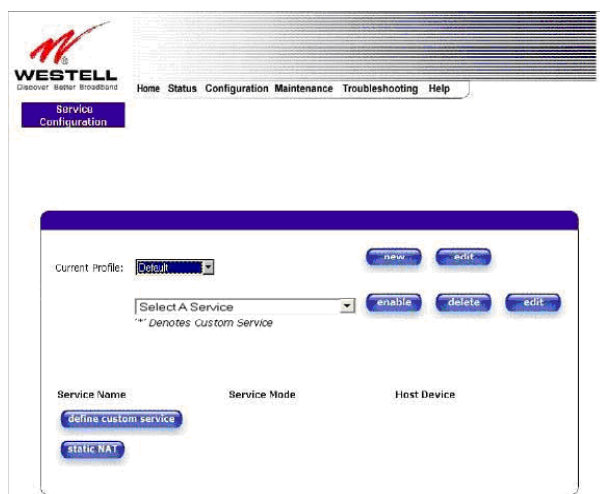 WESTELL
Discover Better Broadband
Home Status Configuration Maintenance Troubleshooting Help
Service
Configuration
new edit
Current Profile: Default
Select A Service enable delete edit
"*" Denotes Custom Service
Service Name Service Mode Host Device
define custom service
static NAT